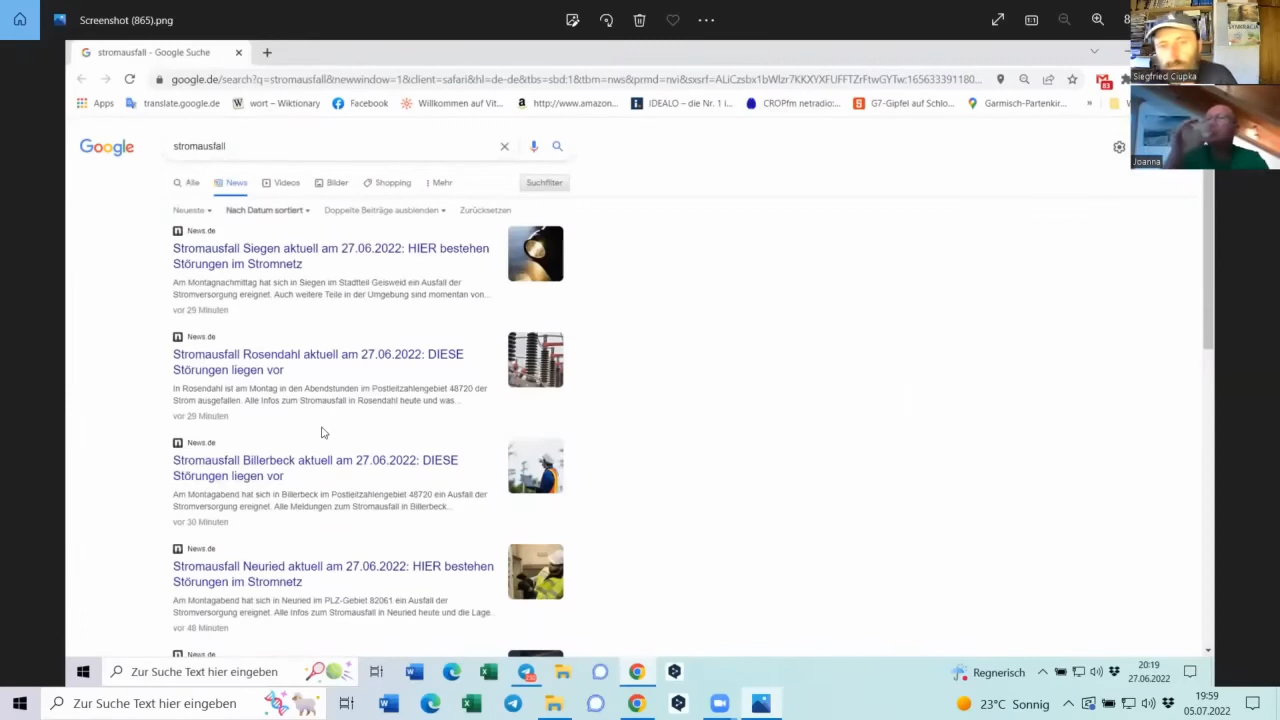 Screenshot (865).png
stromausfall - Google Suche
google.de/search?q=stromausfall&newwindow=1&client=safari&hl=de-de&tbs=sbd:1&tbm=nws&prmd=nvi&sxsrf=ALiCzsbx1bWlzr7KKXYXFUFFTZrFtwGYTw:165633391180...
83
Apps
translate.google.de
wort – Wiktionary
Facebook
Willkommen auf Vit...
http://www.amazon...
IDEALO – die Nr. 1 i...
CROPfm netradio:...
G7-Gipfel auf Schlo...
Garmisch-Partenkir...
»
Siegfried Ciupka
Joanna
Google
stromausfall
Alle
News
Videos
Bilder
Shopping
Mehr
Suchfilter
Neueste
Nach Datum sortiert
Doppelte Beiträge ausblenden
Zurücksetzen
News.de
Stromausfall Siegen aktuell am 27.06.2022: HIER bestehen
Störungen im Stromnetz
Am Montagnachmittag hat sich in Siegen im Stadtteil Geisweid ein Ausfall der
Stromversorgung ereignet. Auch weitere Teile in der Umgebung sind momentan von...
vor 29 Minuten
News.de
Stromausfall Rosendahl aktuell am 27.06.2022: DIESE
Störungen liegen vor
In Rosendahl ist am Montag in den Abendstunden im Postleitzahlengebiet 48720 der
Strom ausgefallen. Alle Infos zum Stromausfall in Rosendahl heute und was...
vor 29 Minuten
News.de
Stromausfall Billerbeck aktuell am 27.06.2022: DIESE
Störungen liegen vor
Am Montagabend hat sich in Billerbeck im Postleitzahlengebiet 48720 ein Ausfall der
Stromversorgung ereignet. Alle Meldungen zum Stromausfall in Billerbeck...
vor 30 Minuten
News.de
Stromausfall Neuried aktuell am 27.06.2022: HIER bestehen
Störungen im Stromnetz
Am Montagabend hat sich in Neuried im PLZ-Gebiet 82061 ein Ausfall der
Stromversorgung ereignet. Alle Infos zum Stromausfall in Neuried heute und die Lage...
vor 48 Minuten
News.de
Zur Suche Text hier eingeben
Regnerisch
20:19
27.06.2022
Zur Suche Text hier eingeben
23°C Sonnig
19:59
05.07.2022